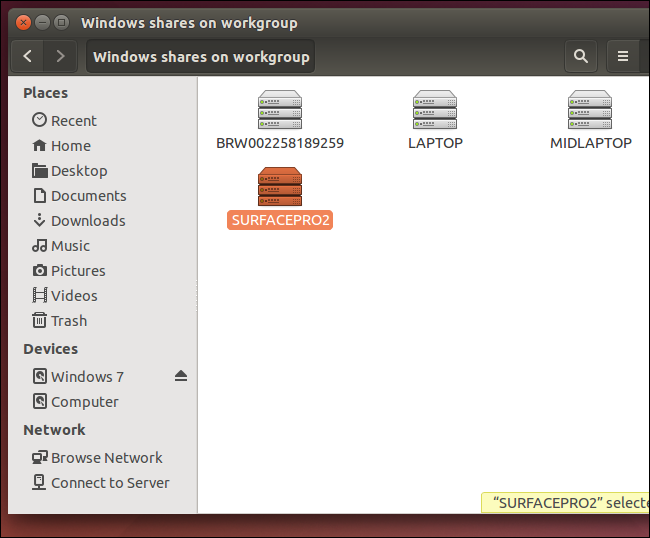 Windows shares on workgroup
Windows shares on workgroup
Places
Recent
Home
Desktop
Documents
Downloads
Music
Pictures
Videos
Trash
Devices
Windows 7
Computer
Network
Browse Network
Connect to Server
BRW002258189259
LAPTOP
MIDLAPTOP
SURFACEPRO2
“SURFACEPRO2” selecte